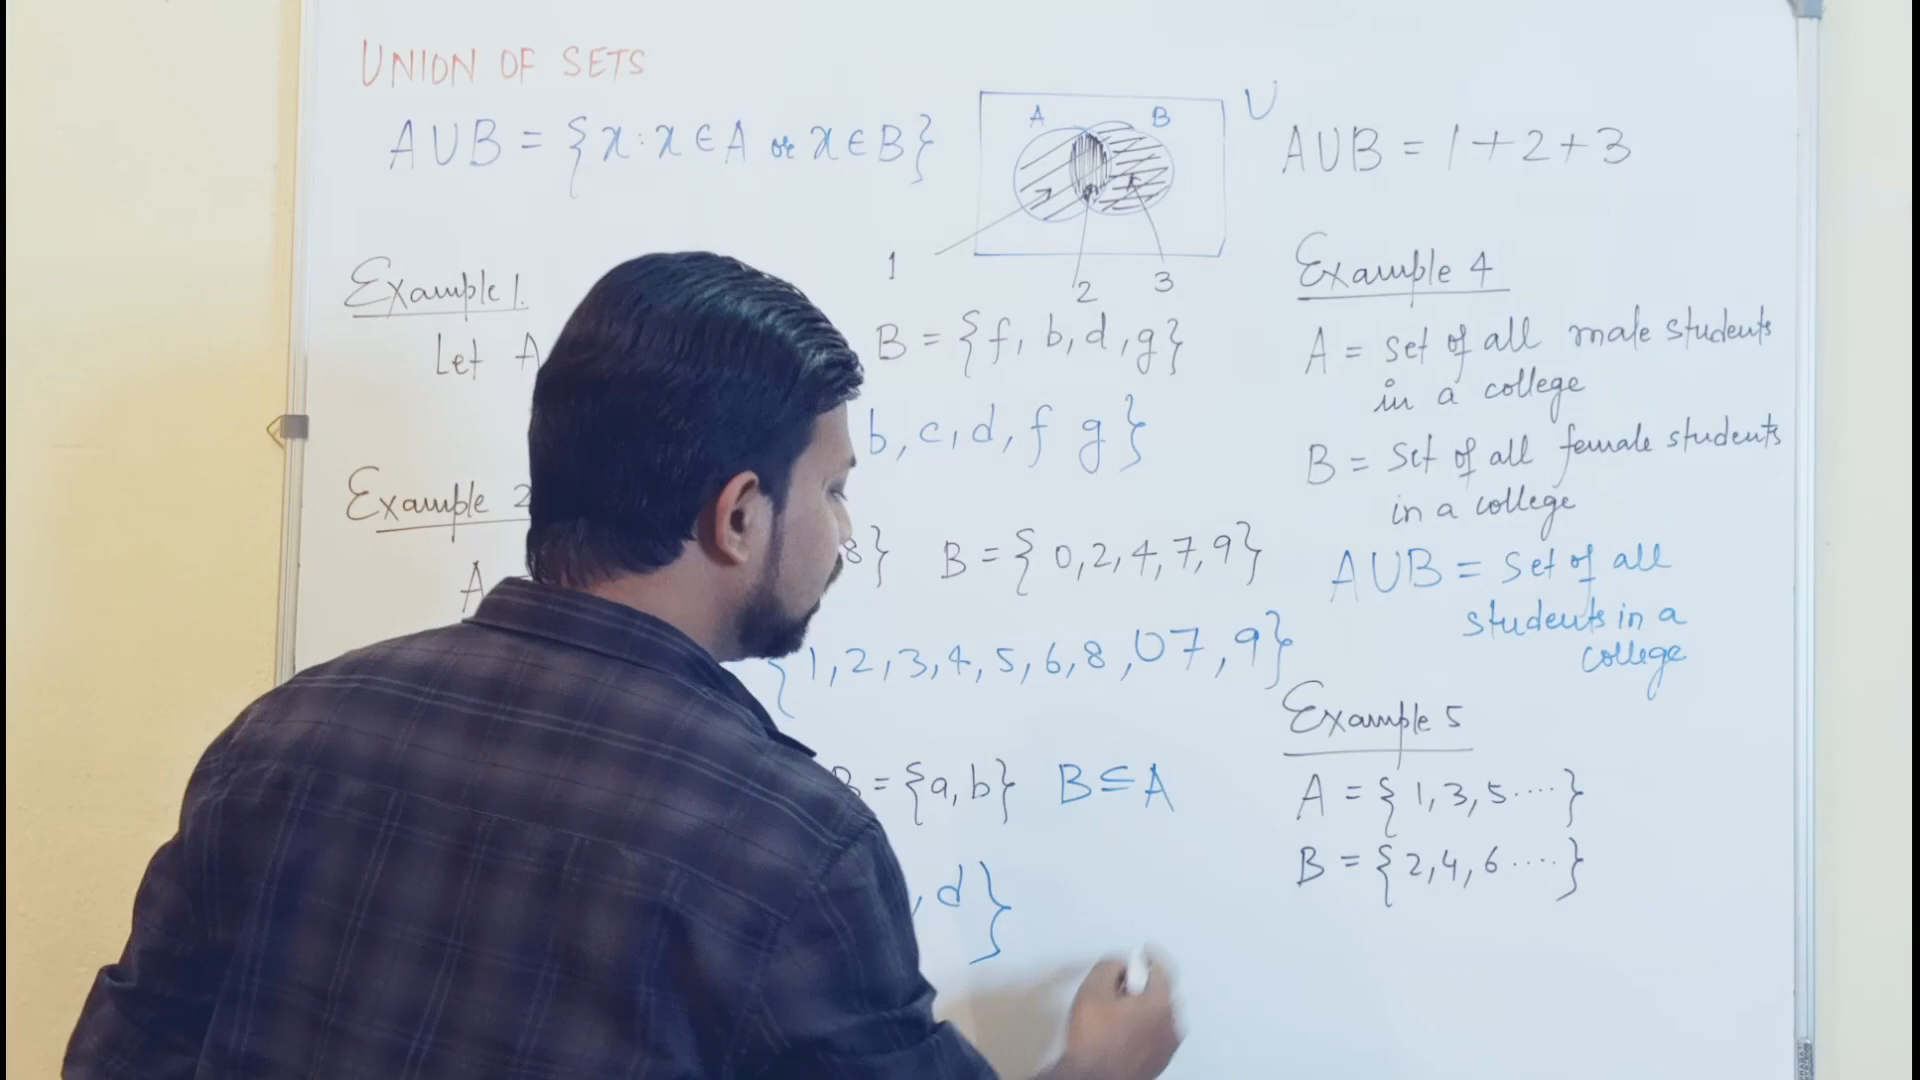 UNION OF SETS
A∪B = {x : x ∈ A or x ∈ B}
A B U
A∪B = 1+2+3
1 2 3
Example 1.
Let A
B = {f, b, d, g}
b, c, d, f g}
Example 2
A
8} B = { 0,2,4,7,9}
{1,2,3,4,5,6,8,0 7,9}
B = {a,b} B ⊆ A
, d}
Example 4
A = set of all male students
in a college
B = Set of all female students
in a college
A∪B = Set of all
students in a
college
Example 5
A = { 1,3,5 ····}
B = {2,4,6 ····}